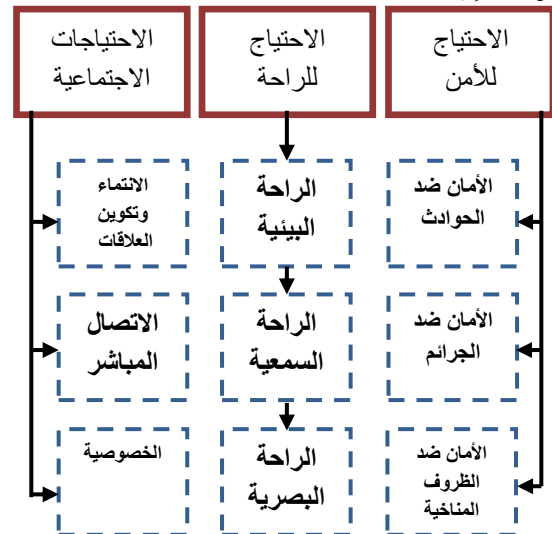 الاحتياج
للأمن
الاحتياج
للراحة
الاحتياجات
الاجتماعية
الأمان ضد
الحوادث
الراحة
البيئية
الانتماء
وتكوين
العلاقات
الأمان ضد
الجرائم
الراحة
السمعية
الاتصال
المباشر
الأمان ضد
الظروف
المناخية
الراحة
البصرية
الخصوصية